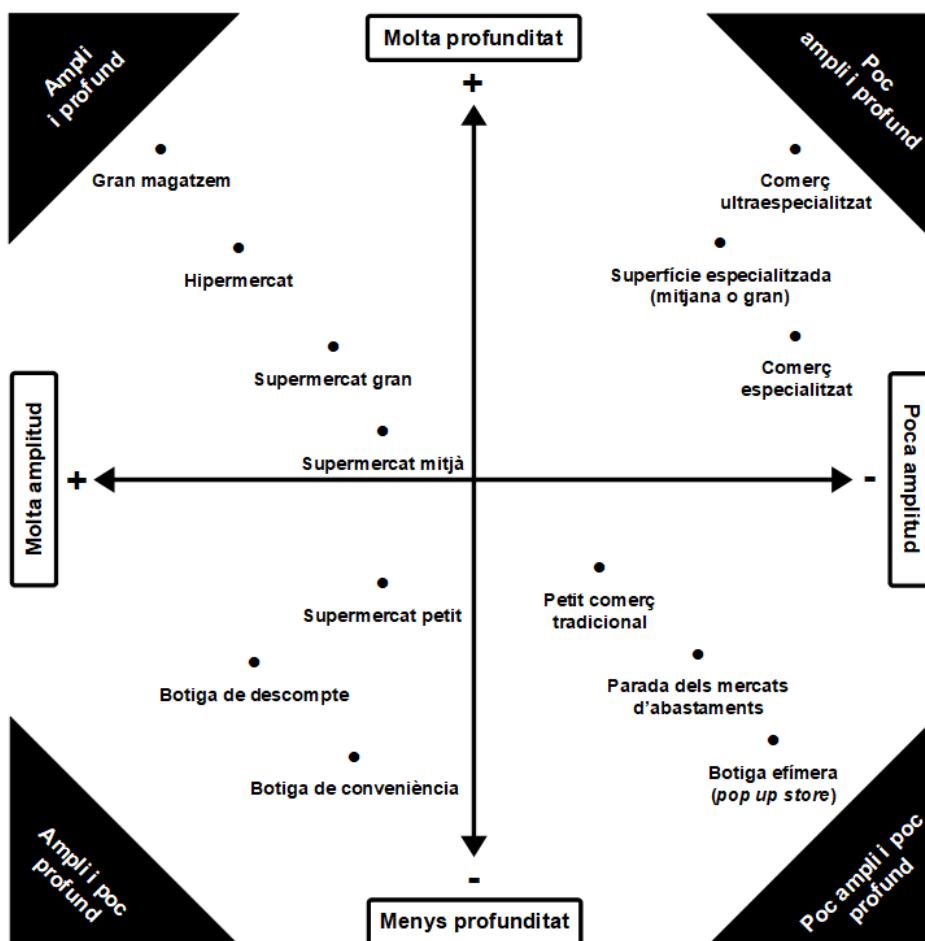 Molta profunditat
+
Ampli
i profund
Poc
ampli i profund
Gran magatzem
Comerç
ultraespecialitzat
Hipermercat
Superfície especialitzada
(mitjana o gran)
Supermercat gran
Comerç
especialitzat
Supermercat mitjà
Molta amplitud
+
-
Poca amplitud
Supermercat petit
Petit comerç
tradicional
Botiga de descompte
Parada dels mercats
d’abastaments
Botiga de conveniència
Botiga efímera
(pop up store)
Ampli i poc
profund
Poc ampli i poc
profund
-
Menys profunditat